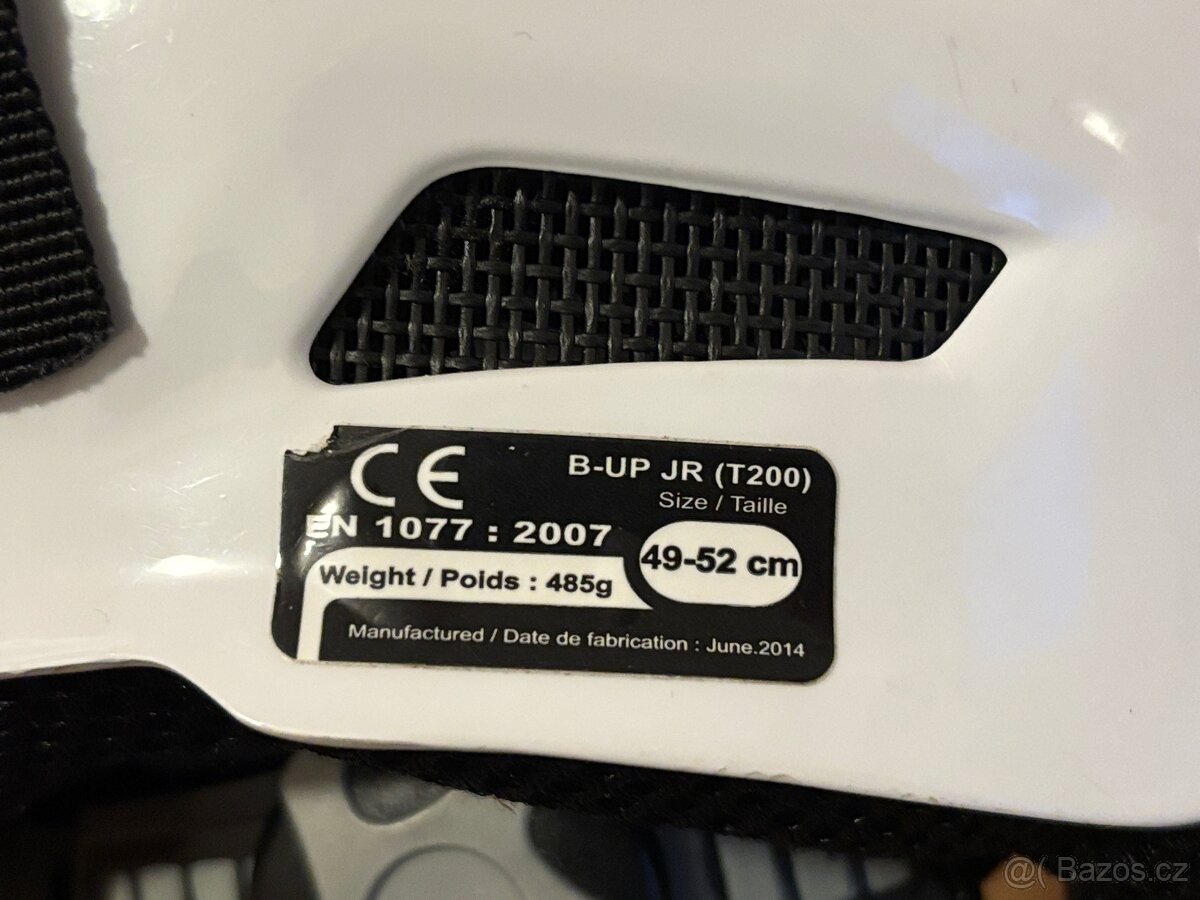 CE
B-UP JR (T200)
Size / Taille
EN 1077 : 2007
49-52 cm
Weight / Poids : 485g
Manufactured / Date de fabrication : June.2014
@( Bazos.cz